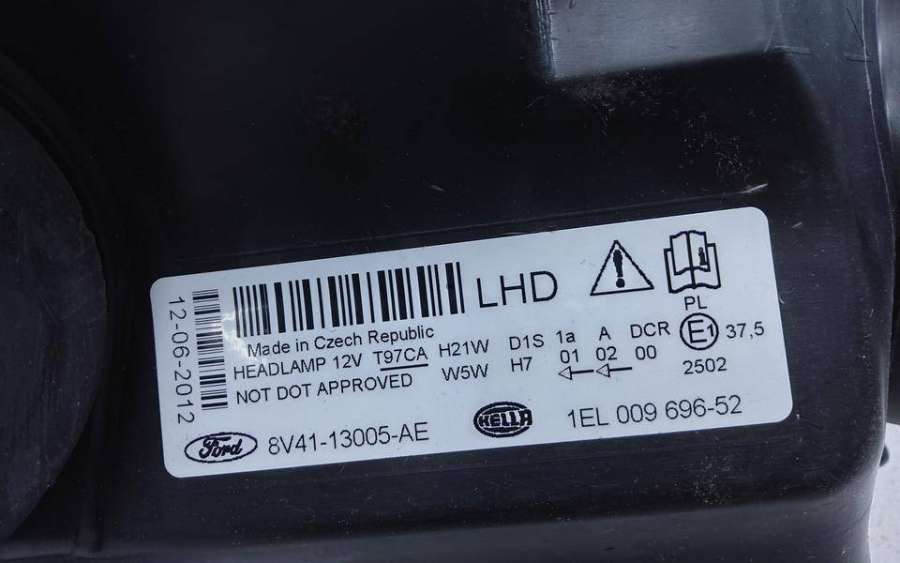 12-06-2012
LHD
PL
Made in Czech Republic
HEADLAMP 12V T97CA H21W D1S 1a A DCR E1 37,5
NOT DOT APPROVED W5W H7 01 02 00 2502
Ford 8V41-13005-AE HELLA 1EL 009 696-52